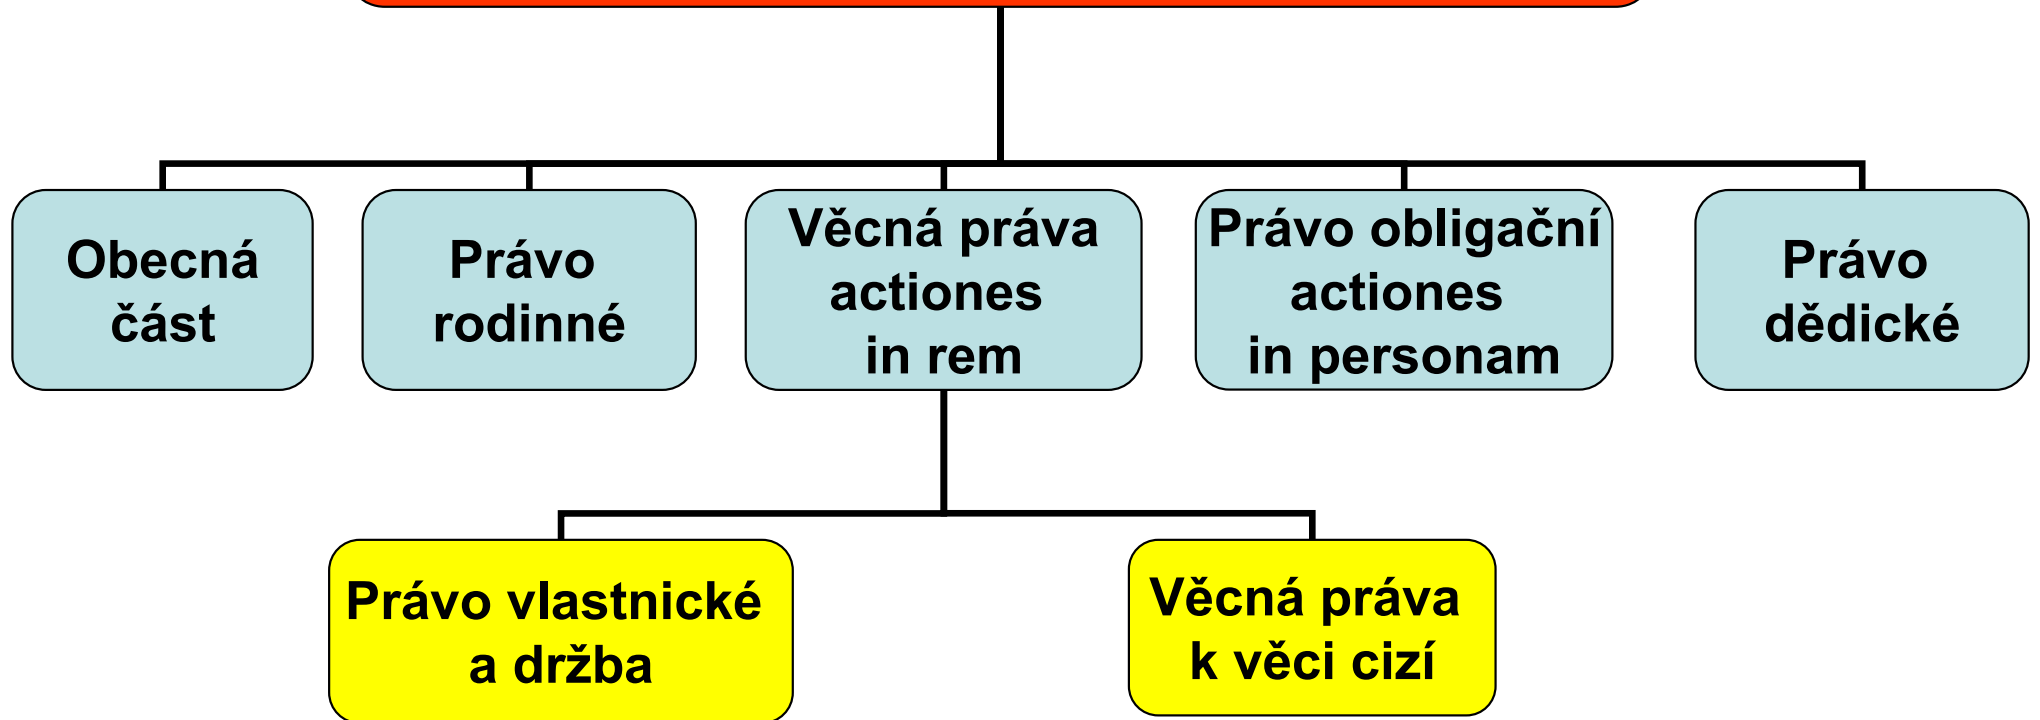 Obecná
část
Právo
rodinné
Věcná práva
actiones
in rem
Právo obligační
actiones
in personam
Právo
dědické
Právo vlastnické
a držba
Věcná práva
k věci cizí